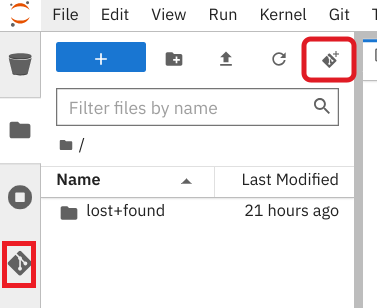 File Edit View Run Kernel Git
+
Filter files by name
/
Name Last Modified
lost+found 21 hours ago